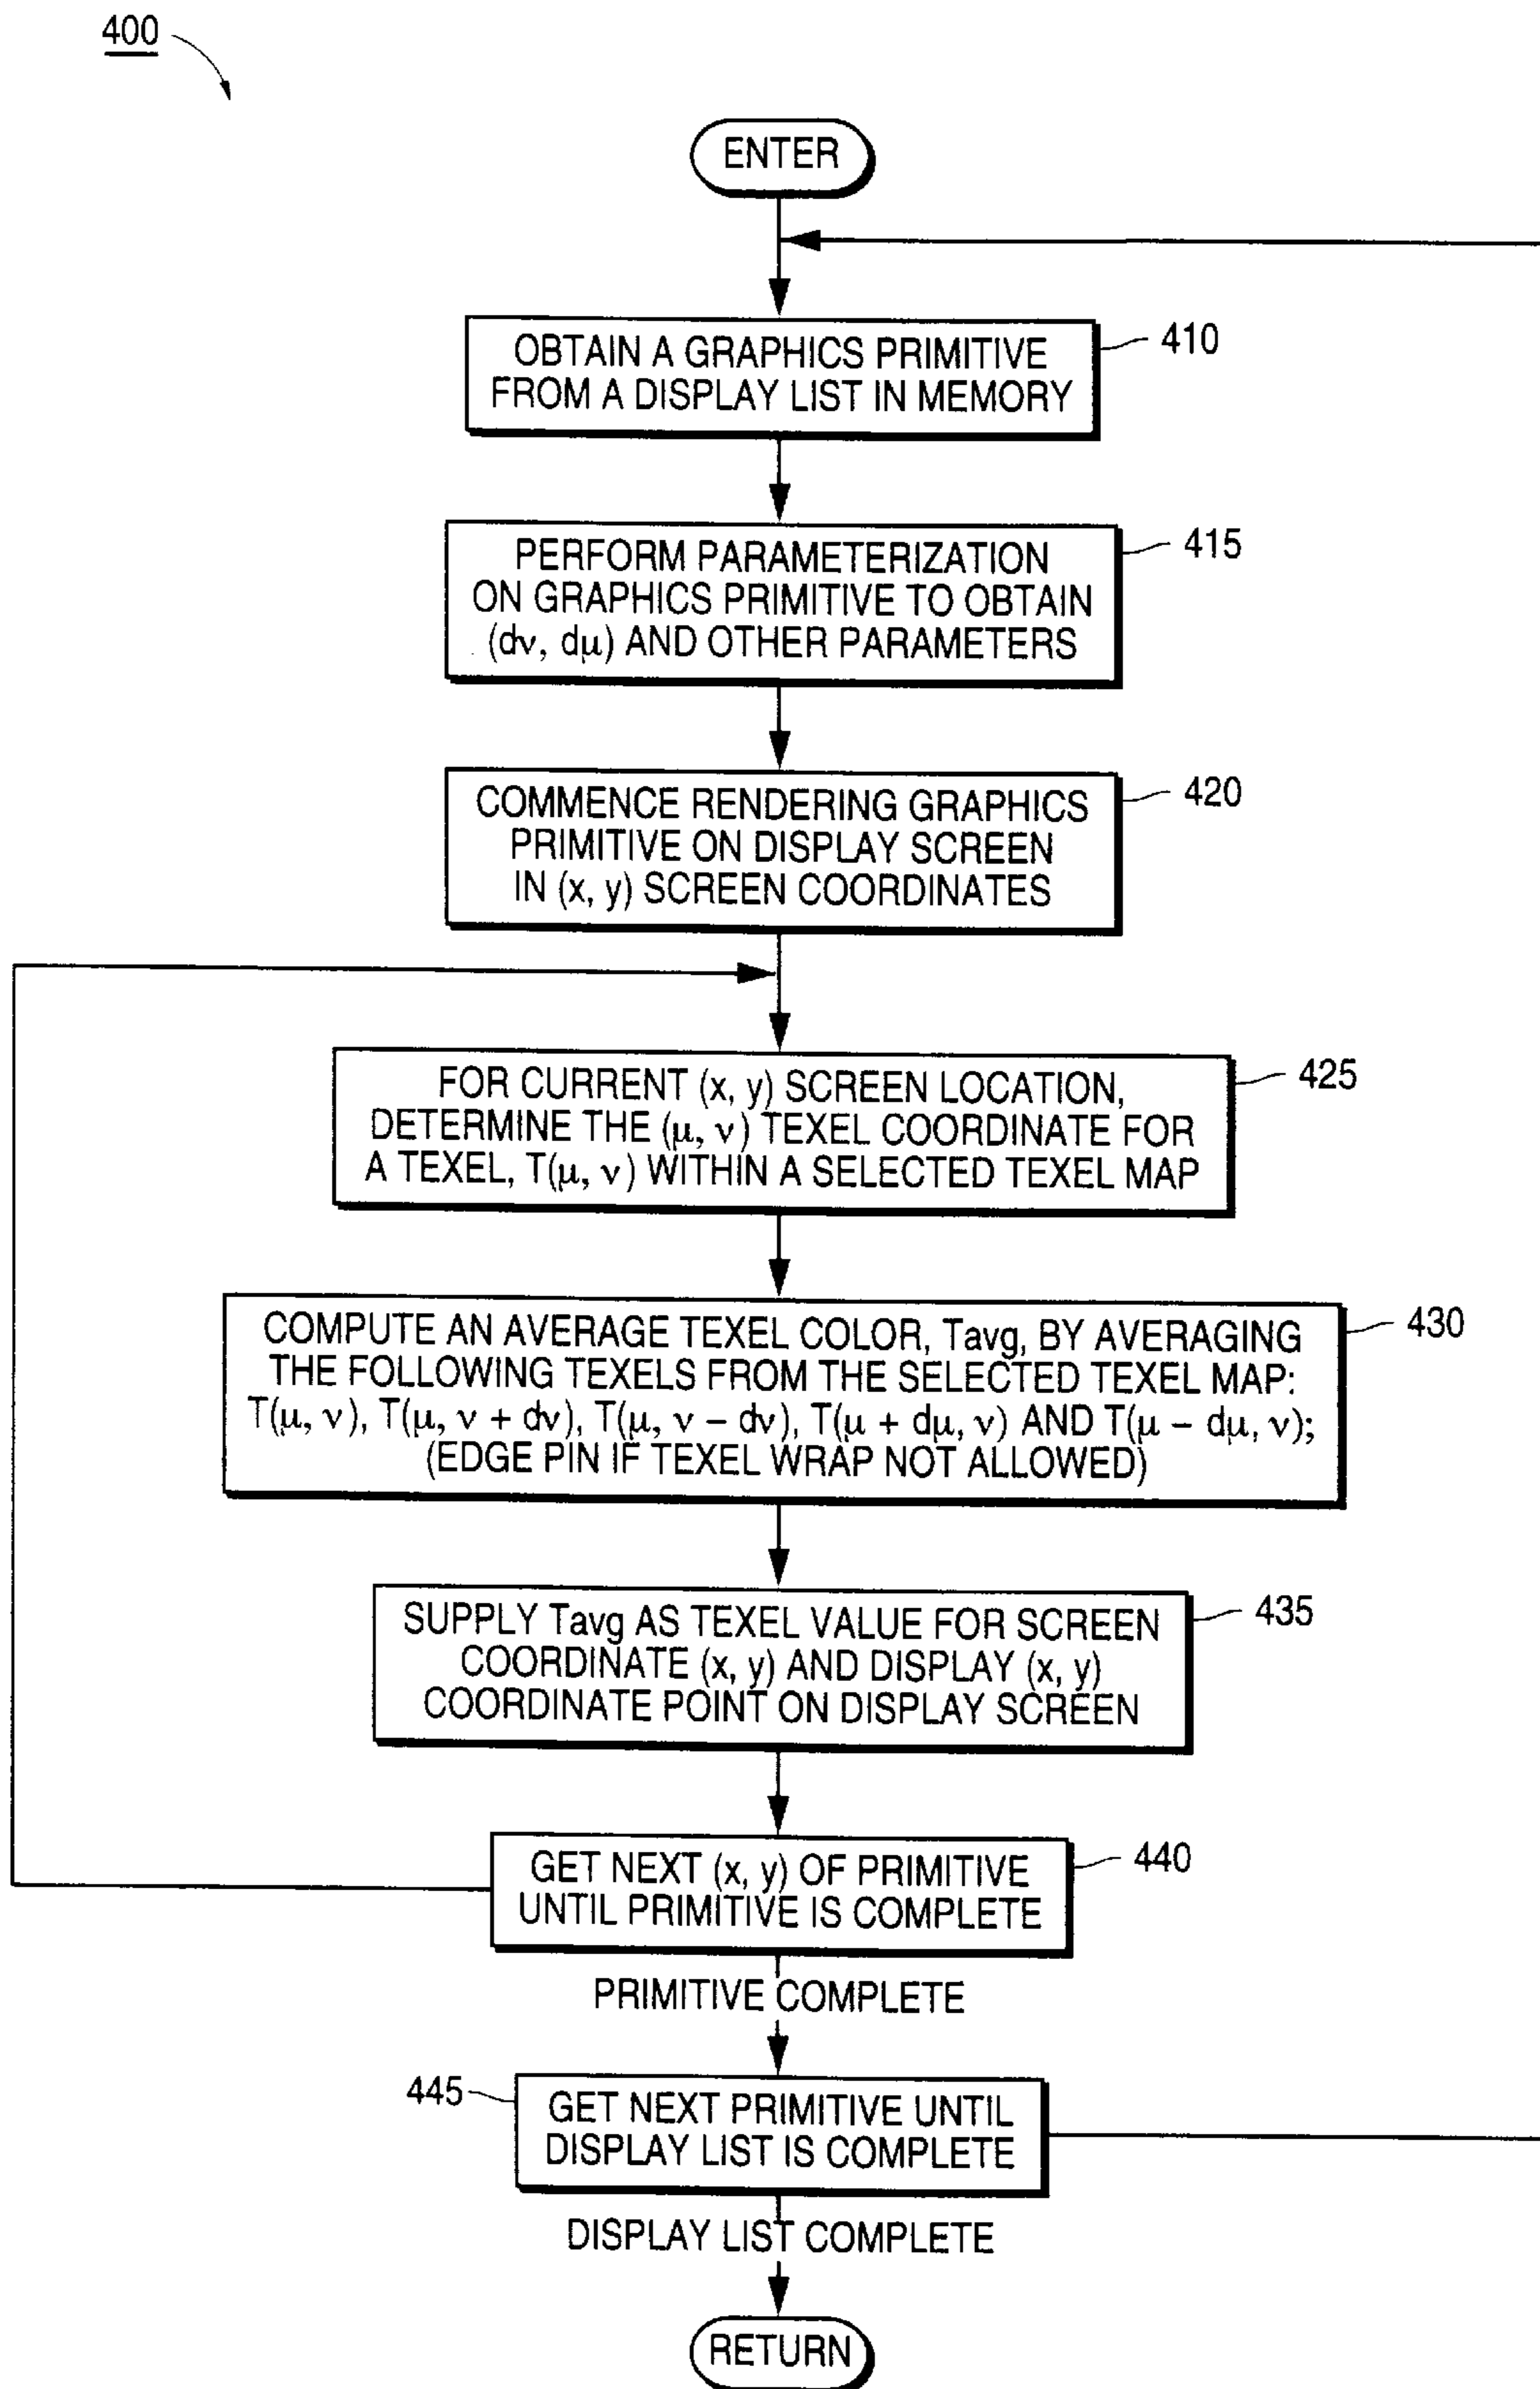 400
ENTER
OBTAIN A GRAPHICS PRIMITIVE
FROM A DISPLAY LIST IN MEMORY
410
PERFORM PARAMETERIZATION
ON GRAPHICS PRIMITIVE TO OBTAIN
(dν, dμ) AND OTHER PARAMETERS
415
COMMENCE RENDERING GRAPHICS
PRIMITIVE ON DISPLAY SCREEN
IN (x, y) SCREEN COORDINATES
420
FOR CURRENT (x, y) SCREEN LOCATION,
DETERMINE THE (μ, ν) TEXEL COORDINATE FOR
A TEXEL, T(μ, ν) WITHIN A SELECTED TEXEL MAP
425
COMPUTE AN AVERAGE TEXEL COLOR, Tavg, BY AVERAGING
THE FOLLOWING TEXELS FROM THE SELECTED TEXEL MAP:
T(μ, ν), T(μ, ν + dν), T(μ, ν – dν), T(μ + dμ, ν) AND T(μ – dμ, ν);
(EDGE PIN IF TEXEL WRAP NOT ALLOWED)
430
SUPPLY Tavg AS TEXEL VALUE FOR SCREEN
COORDINATE (x, y) AND DISPLAY (x, y)
COORDINATE POINT ON DISPLAY SCREEN
435
GET NEXT (x, y) OF PRIMITIVE
UNTIL PRIMITIVE IS COMPLETE
440
PRIMITIVE COMPLETE
445
GET NEXT PRIMITIVE UNTIL
DISPLAY LIST IS COMPLETE
DISPLAY LIST COMPLETE
RETURN